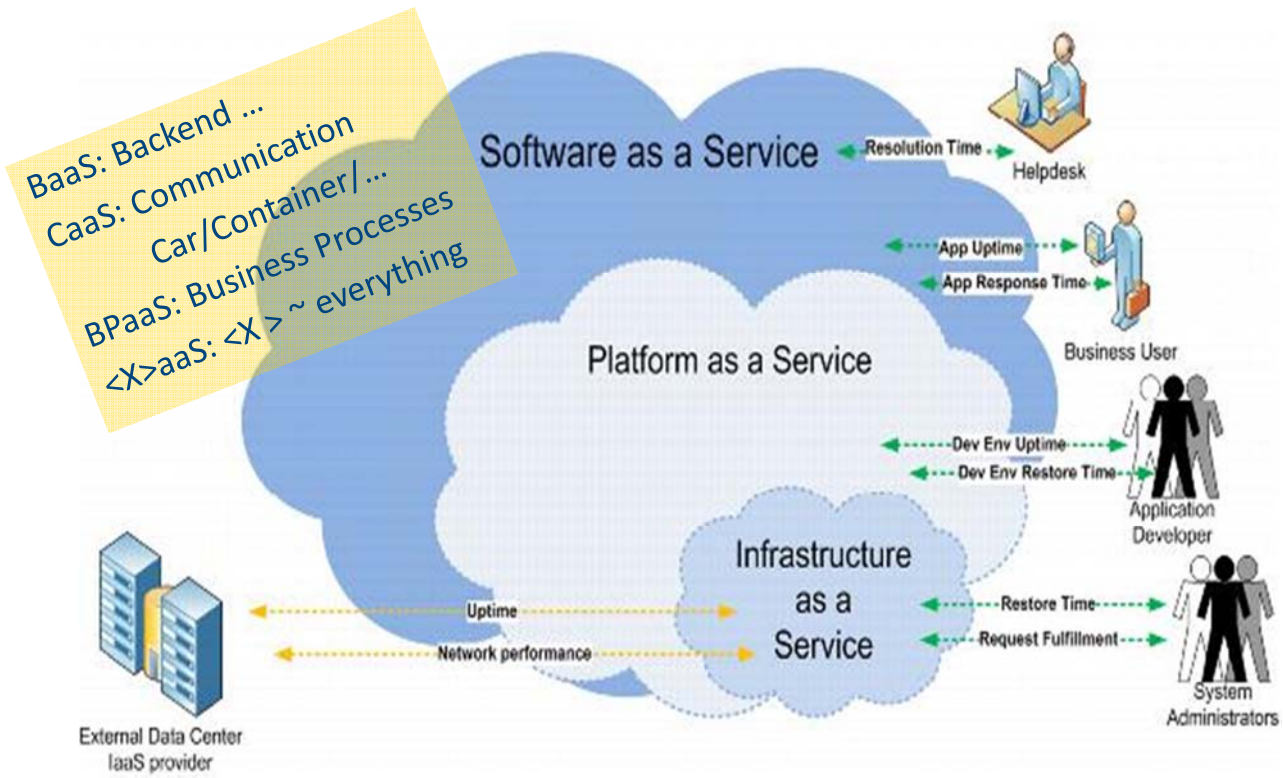 BaaS: Backend ...
CaaS: Communication
Car/Container/...
BPaaS: Business Processes
<X>aaS: <X > ~ everything
Software as a Service
Resolution Time
Helpdesk
App Uptime
App Response Time
Business User
Platform as a Service
Dev Env Uptime
Dev Env Restore Time
Application
Developer
Infrastructure
as a
Service
Uptime
Network performance
Restore Time
Request Fulfillment
System
Administrators
External Data Center
IaaS provider